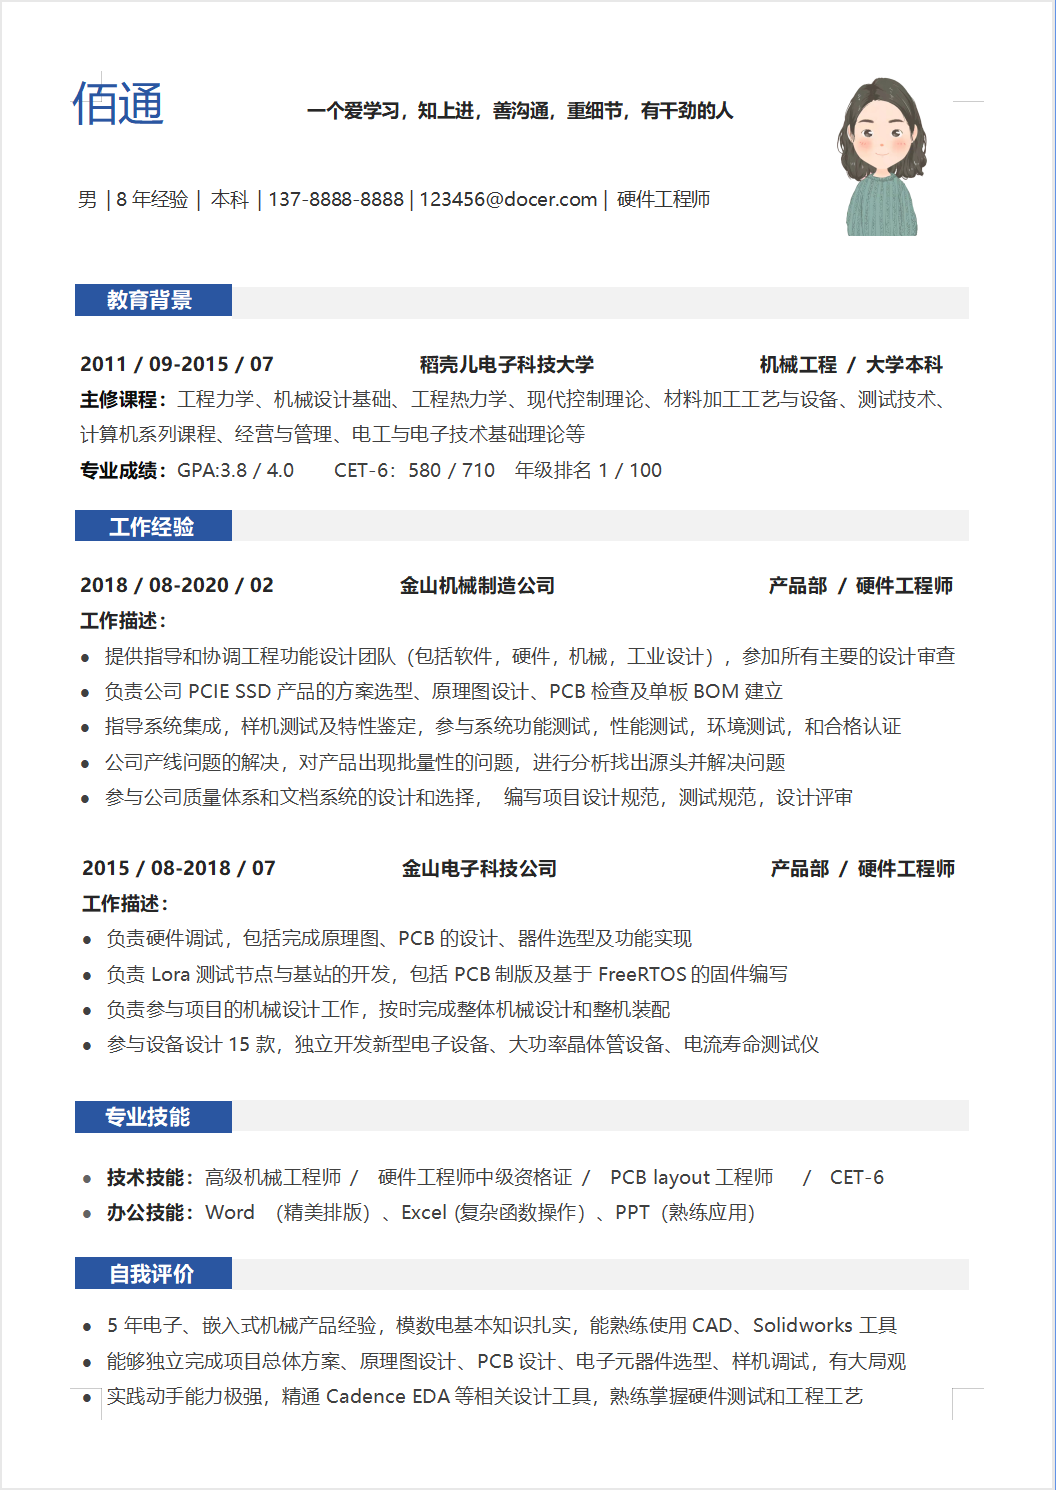 佰通
一个爱学习，知上进，善沟通，重细节，有干劲的人
男 | 8 年经验 | 本科 | 137-8888-8888 | 123456@docer.com | 硬件工程师
教育背景
2011 / 09-2015 / 07 稻壳儿电子科技大学 机械工程 / 大学本科
主修课程：工程力学、机械设计基础、工程热力学、现代控制理论、材料加工工艺与设备、测试技术、
计算机系列课程、经营与管理、电工与电子技术基础理论等
专业成绩：GPA:3.8 / 4.0 CET-6：580 / 710 年级排名 1 / 100
工作经验
2018 / 08-2020 / 02 金山机械制造公司 产品部 / 硬件工程师
工作描述：
● 提供指导和协调工程功能设计团队（包括软件，硬件，机械，工业设计），参加所有主要的设计审查
● 负责公司 PCIE SSD 产品的方案选型、原理图设计、PCB 检查及单板 BOM 建立
● 指导系统集成，样机测试及特性鉴定，参与系统功能测试，性能测试，环境测试，和合格认证
● 公司产线问题的解决，对产品出现批量性的问题，进行分析找出源头并解决问题
● 参与公司质量体系和文档系统的设计和选择， 编写项目设计规范，测试规范，设计评审
2015 / 08-2018 / 07 金山电子科技公司 产品部 / 硬件工程师
工作描述：
● 负责硬件调试，包括完成原理图、PCB 的设计、器件选型及功能实现
● 负责 Lora 测试节点与基站的开发，包括 PCB 制版及基于 FreeRTOS 的固件编写
● 负责参与项目的机械设计工作，按时完成整体机械设计和整机装配
● 参与设备设计 15 款，独立开发新型电子设备、大功率晶体管设备、电流寿命测试仪
专业技能
● 技术技能：高级机械工程师 / 硬件工程师中级资格证 / PCB layout 工程师 / CET-6
● 办公技能：Word （精美排版）、Excel (复杂函数操作）、PPT（熟练应用）
自我评价
● 5 年电子、嵌入式机械产品经验，模数电基本知识扎实，能熟练使用 CAD、Solidworks 工具
● 能够独立完成项目总体方案、原理图设计、PCB 设计、电子元器件选型、样机调试，有大局观
● 实践动手能力极强，精通 Cadence EDA 等相关设计工具，熟练掌握硬件测试和工程工艺